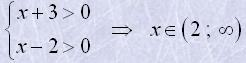 { x + 3 > 0
x − 2 > 0 ⇒ x ∈ (2 ; ∞)